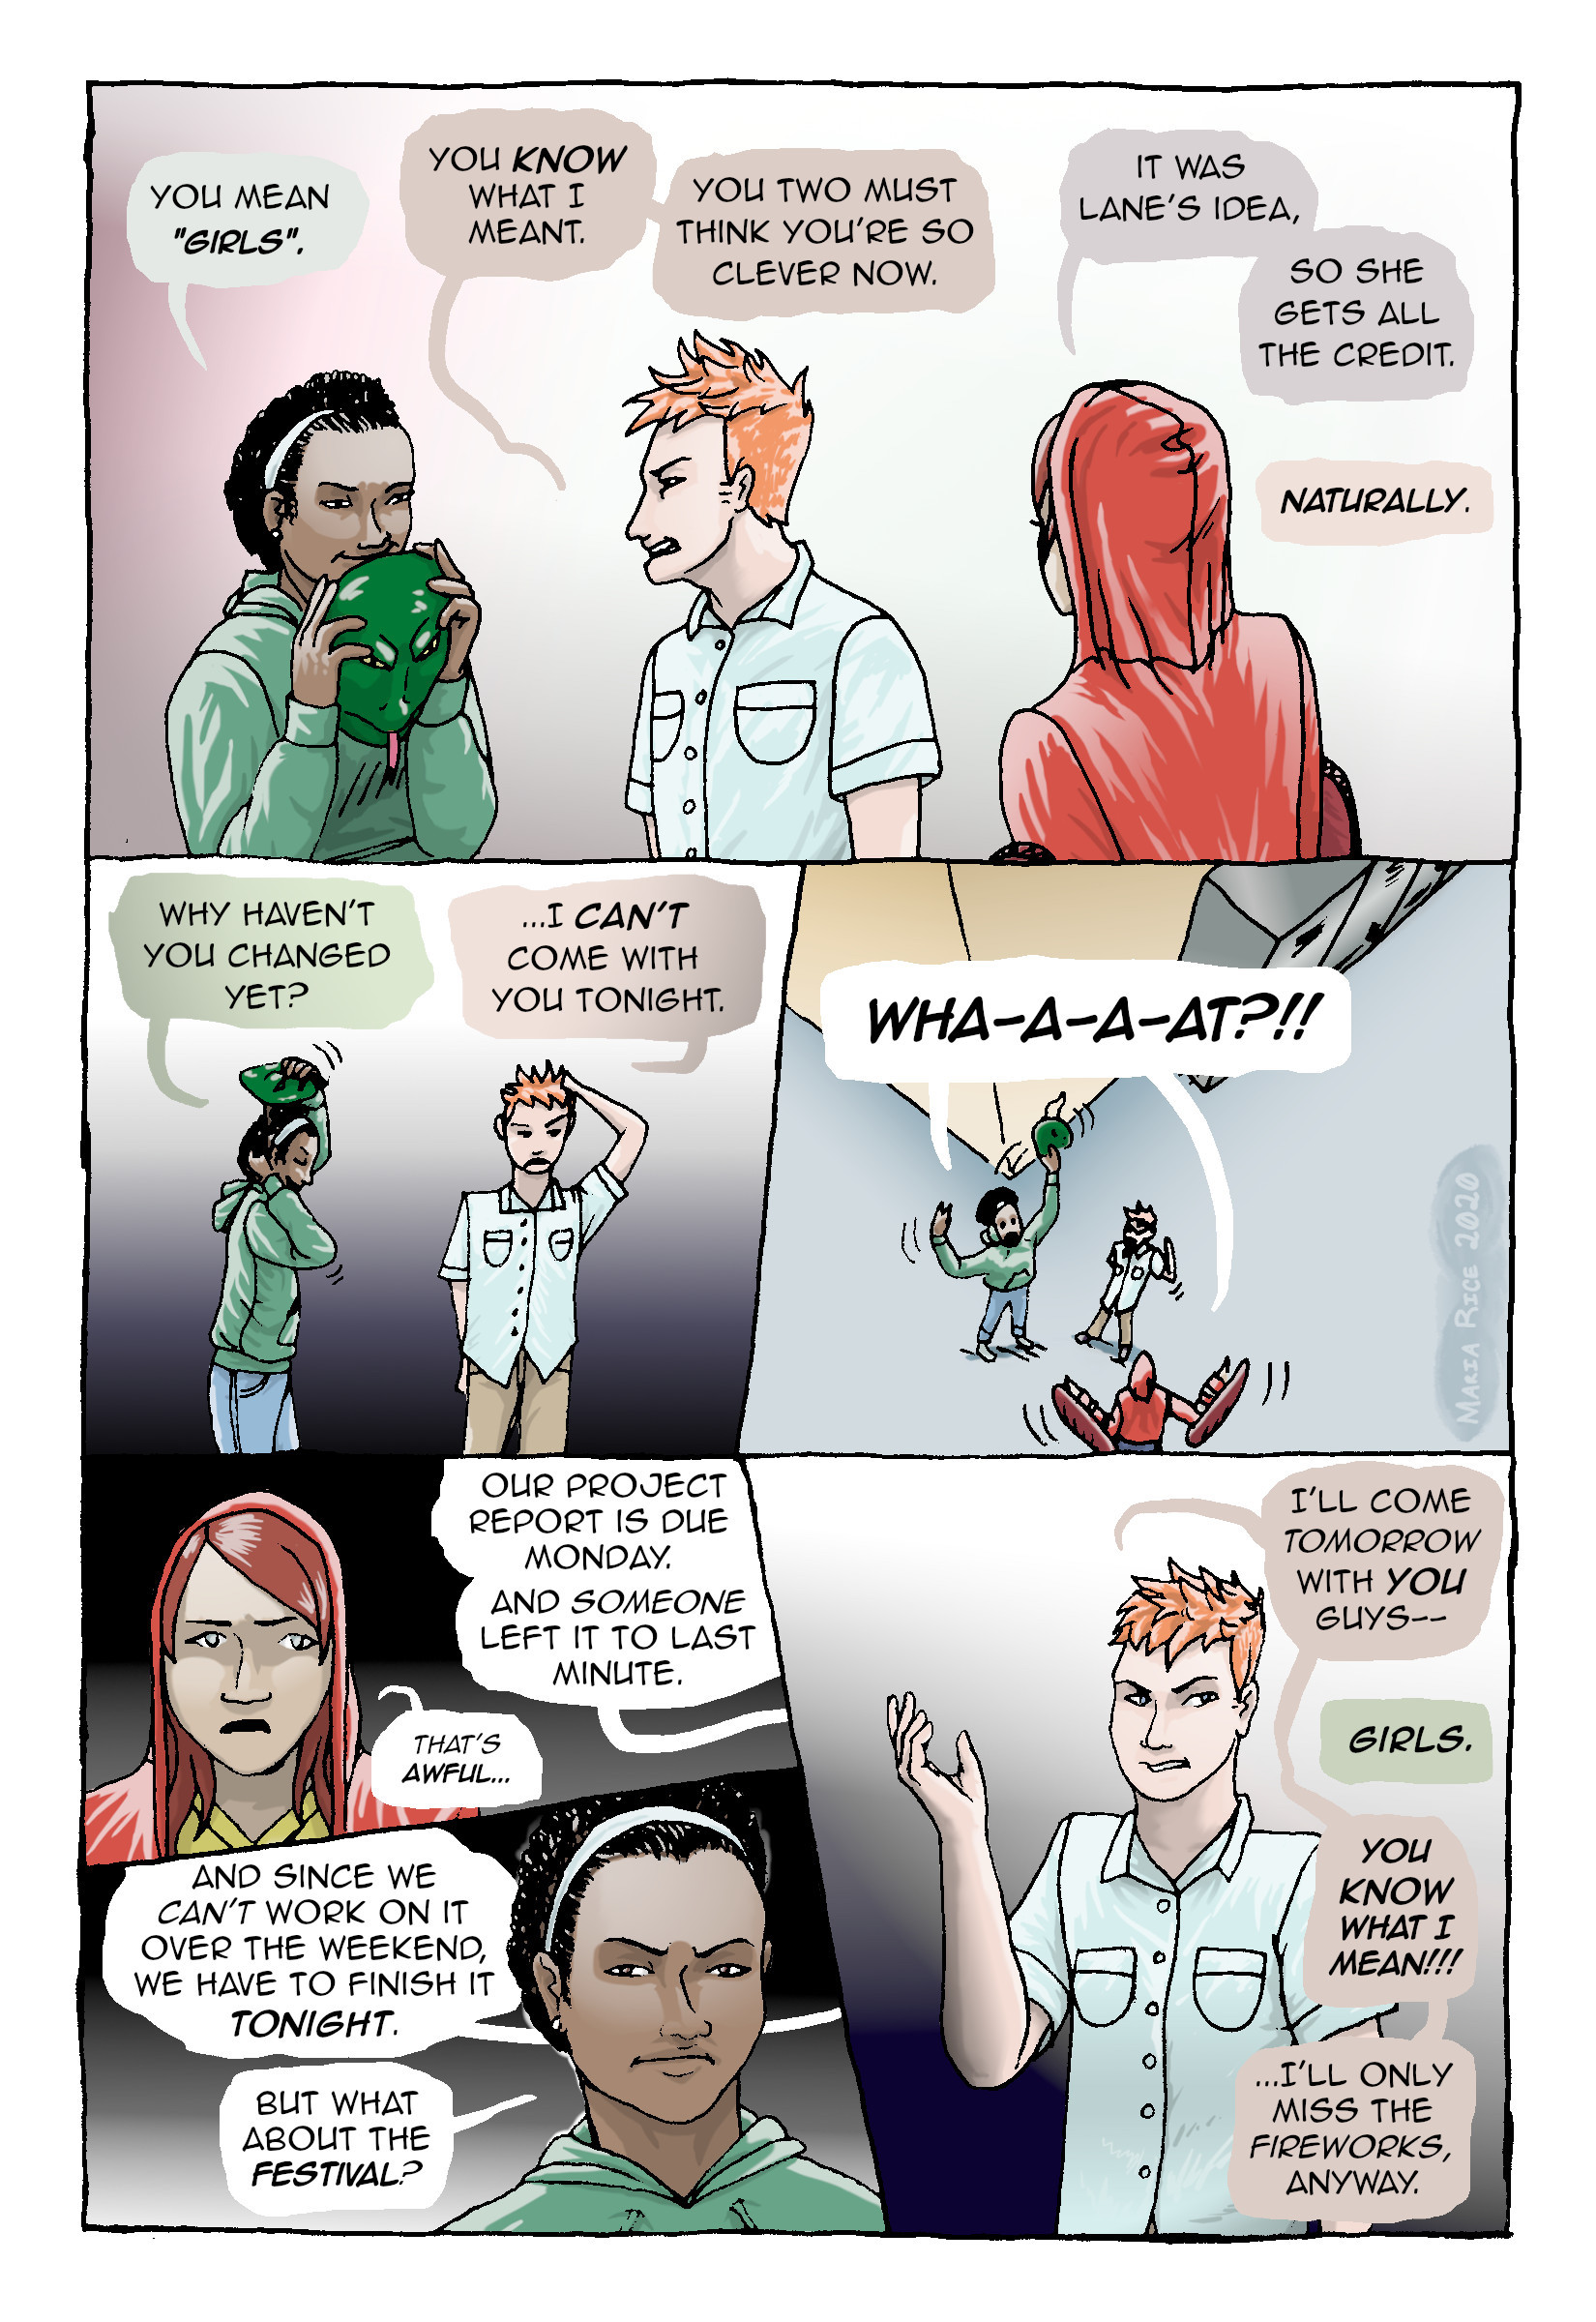 YOU MEAN
"GIRLS".
YOU KNOW
WHAT I
MEANT.
YOU TWO MUST
THINK YOU'RE SO
CLEVER NOW.
IT WAS
LANE'S IDEA,
SO SHE
GETS ALL
THE CREDIT.
NATURALLY.
WHY HAVEN'T
YOU CHANGED
YET?
...I CAN'T
COME WITH
YOU TONIGHT.
WHA-A-A-AT?!!
MARIA RICE 2020
OUR PROJECT
REPORT IS DUE
MONDAY.
AND SOMEONE
LEFT IT TO LAST
MINUTE.
THAT'S
AWFUL...
AND SINCE WE
CAN'T WORK ON IT
OVER THE WEEKEND,
WE HAVE TO FINISH IT
TONIGHT.
BUT WHAT
ABOUT THE
FESTIVAL?
I'LL COME
TOMORROW
WITH YOU
GUYS--
GIRLS.
YOU
KNOW
WHAT I
MEAN!!!
...I'LL ONLY
MISS THE
FIREWORKS,
ANYWAY.